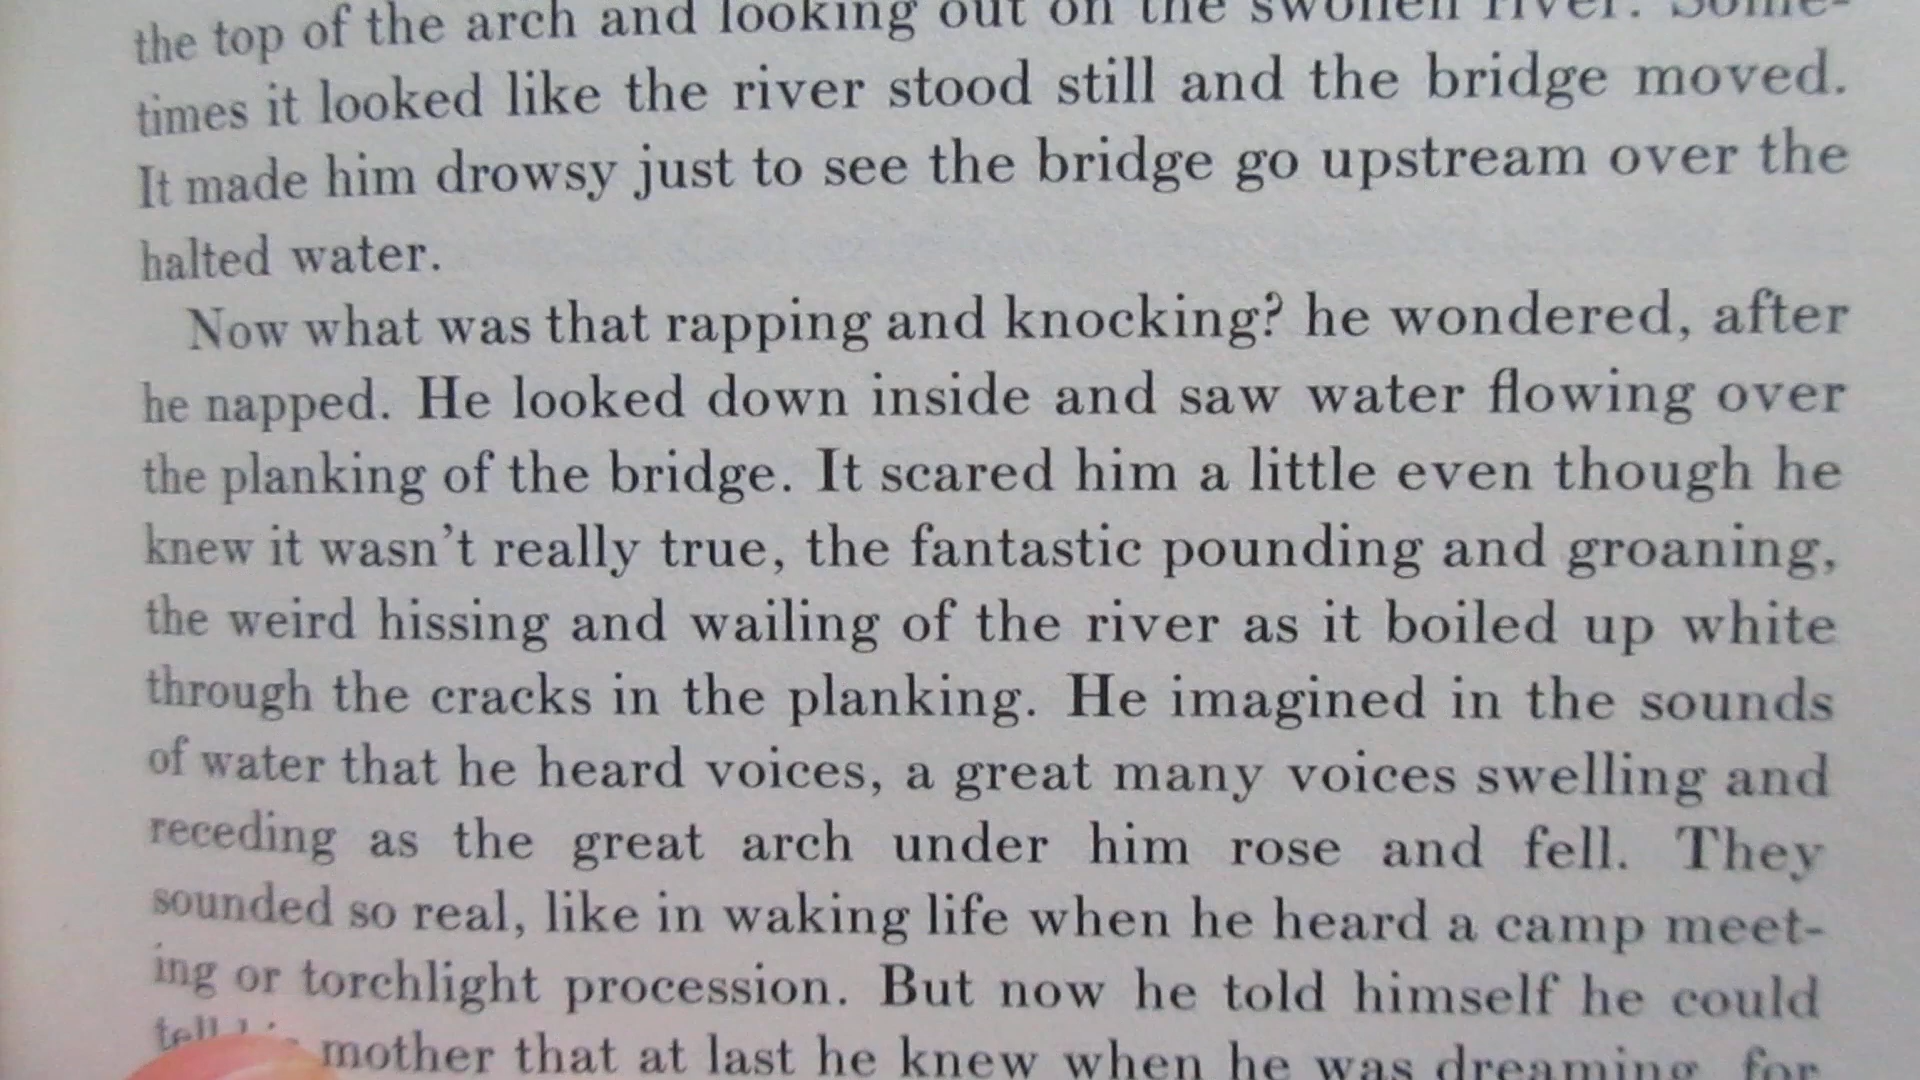 the top of the arch and looking out on the swollen river. Some-
times it looked like the river stood still and the bridge moved.
It made him drowsy just to see the bridge go upstream over the
halted water.
Now what was that rapping and knocking? he wondered, after
he napped. He looked down inside and saw water flowing over
the planking of the bridge. It scared him a little even though he
knew it wasn't really true, the fantastic pounding and groaning,
the weird hissing and wailing of the river as it boiled up white
through the cracks in the planking. He imagined in the sounds
of water that he heard voices, a great many voices swelling and
receding as the great arch under him rose and fell. They
sounded so real, like in waking life when he heard a camp meet-
ing or torchlight procession. But now he told himself he could
tell mother that at last he knew when he was dreaming, for